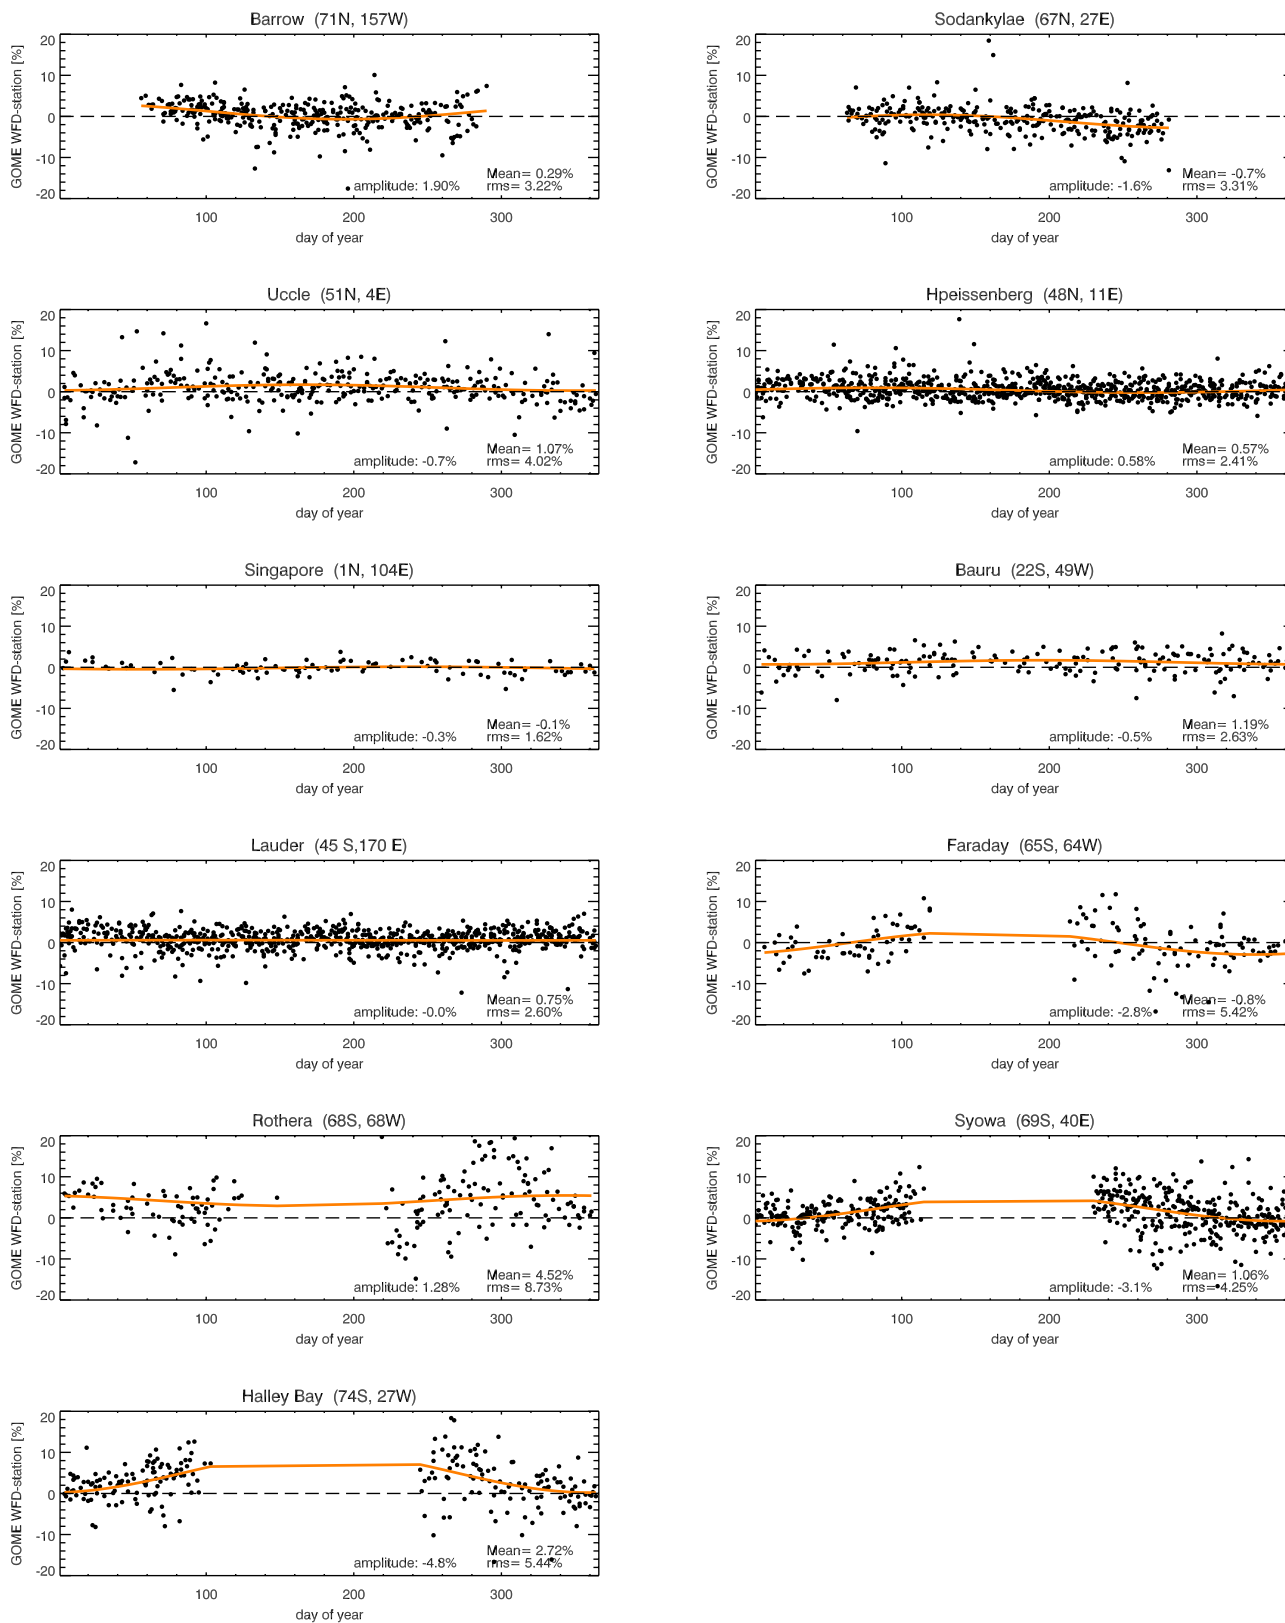 Barrow (71N, 157W)
GOME WFD-station [%]
20
10
0
-10
-20
Mean= 0.29%
amplitude: 1.90% rms= 3.22%
100 200 300
day of year
Sodankylae (67N, 27E)
GOME WFD-station [%]
20
10
0
-10
-20
Mean= -0.7%
amplitude: -1.6% rms= 3.31%
100 200 300
day of year
Uccle (51N, 4E)
GOME WFD-station [%]
20
10
0
-10
-20
Mean= 1.07%
amplitude: -0.7% rms= 4.02%
100 200 300
day of year
Hpeissenberg (48N, 11E)
GOME WFD-station [%]
20
10
0
-10
-20
Mean= 0.57%
amplitude: 0.58% rms= 2.41%
100 200 300
day of year
Singapore (1N, 104E)
GOME WFD-station [%]
20
10
0
-10
-20
Mean= -0.1%
amplitude: -0.3% rms= 1.62%
100 200 300
day of year
Bauru (22S, 49W)
GOME WFD-station [%]
20
10
0
-10
-20
Mean= 1.19%
amplitude: -0.5% rms= 2.63%
100 200 300
day of year
Lauder (45 S,170 E)
GOME WFD-station [%]
20
10
0
-10
-20
Mean= 0.75%
amplitude: -0.0% rms= 2.60%
100 200 300
day of year
Faraday (65S, 64W)
GOME WFD-station [%]
20
10
0
-10
-20
Mean= -0.8%
amplitude: -2.8% rms= 5.42%
100 200 300
day of year
Rothera (68S, 68W)
GOME WFD-station [%]
20
10
0
-10
-20
Mean= 4.52%
amplitude: 1.28% rms= 8.73%
100 200 300
day of year
Syowa (69S, 40E)
GOME WFD-station [%]
20
10
0
-10
-20
Mean= 1.06%
amplitude: -3.1% rms= 4.25%
100 200 300
day of year
Halley Bay (74S, 27W)
GOME WFD-station [%]
20
10
0
-10
-20
Mean= 2.72%
amplitude: -4.8% rms= 5.44%
100 200 300
day of year